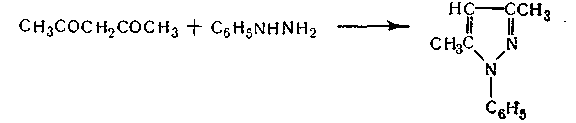 HC CCH3
CH3COCH2COCH3 + C6H5NHNH2
CH3C N
N
C6H5